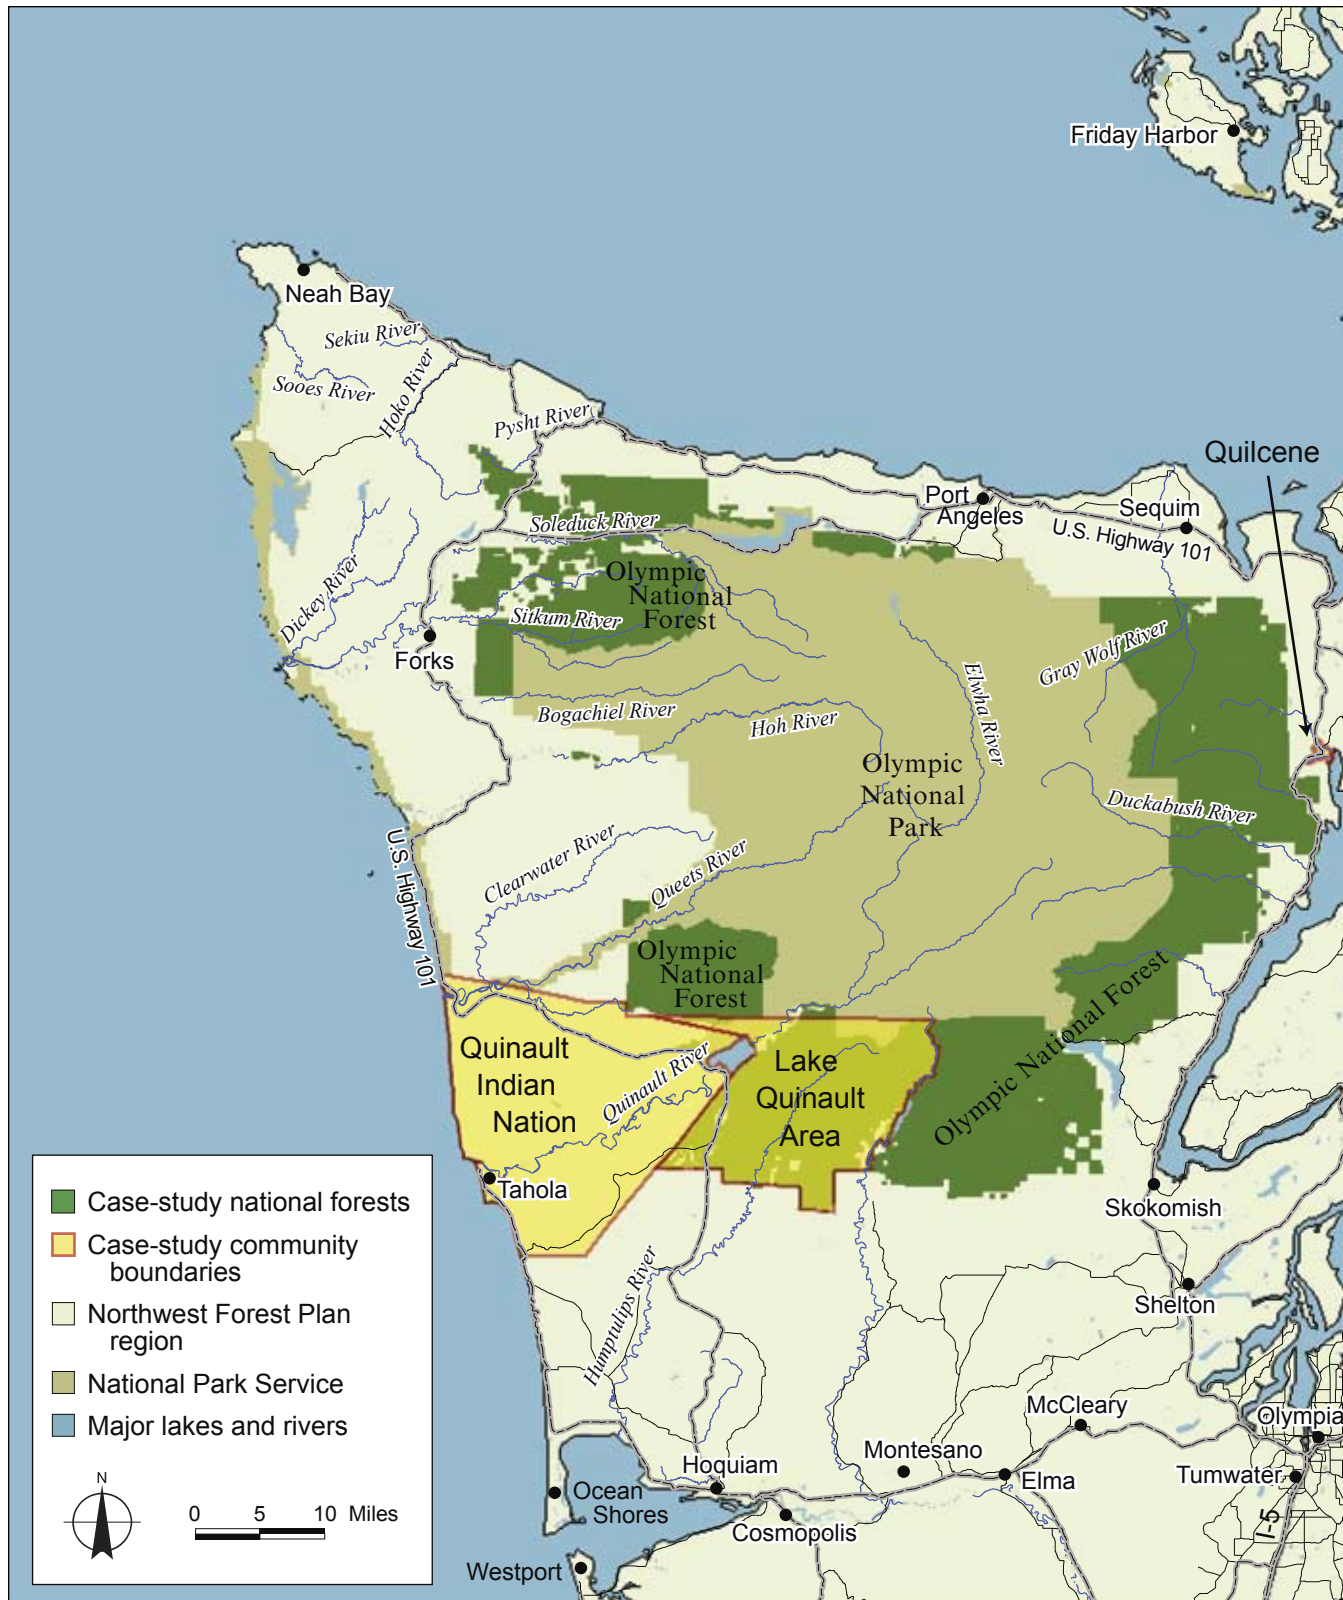 Friday Harbor
Neah Bay
Sekiu River
Sooes River
Hoko River
Pysht River
Quilcene
Port
Angeles
Sequim
U.S. Highway 101
Soleduck River
Olympic
National
Forest
Dickey River
Sitkum River
Forks
Gray Wolf River
Elwha River
Bogachiel River
Hoh River
Olympic
National
Park
Duckabush River
U.S. Highway 101
Clearwater River
Queets River
Olympic
National
Forest
Olympic National Forest
Quinault
Indian
Nation
Quinault River
Lake
Quinault
Area
Tahola
Skokomish
Shelton
Humptulips River
McCleary
Olympia
Montesano
Hoquiam
Elma
Tumwater
Ocean
Shores
Cosmopolis
I-5
Westport
Case-study national forests
Case-study community
boundaries
Northwest Forest Plan
region
National Park Service
Major lakes and rivers
N
0 5 10 Miles